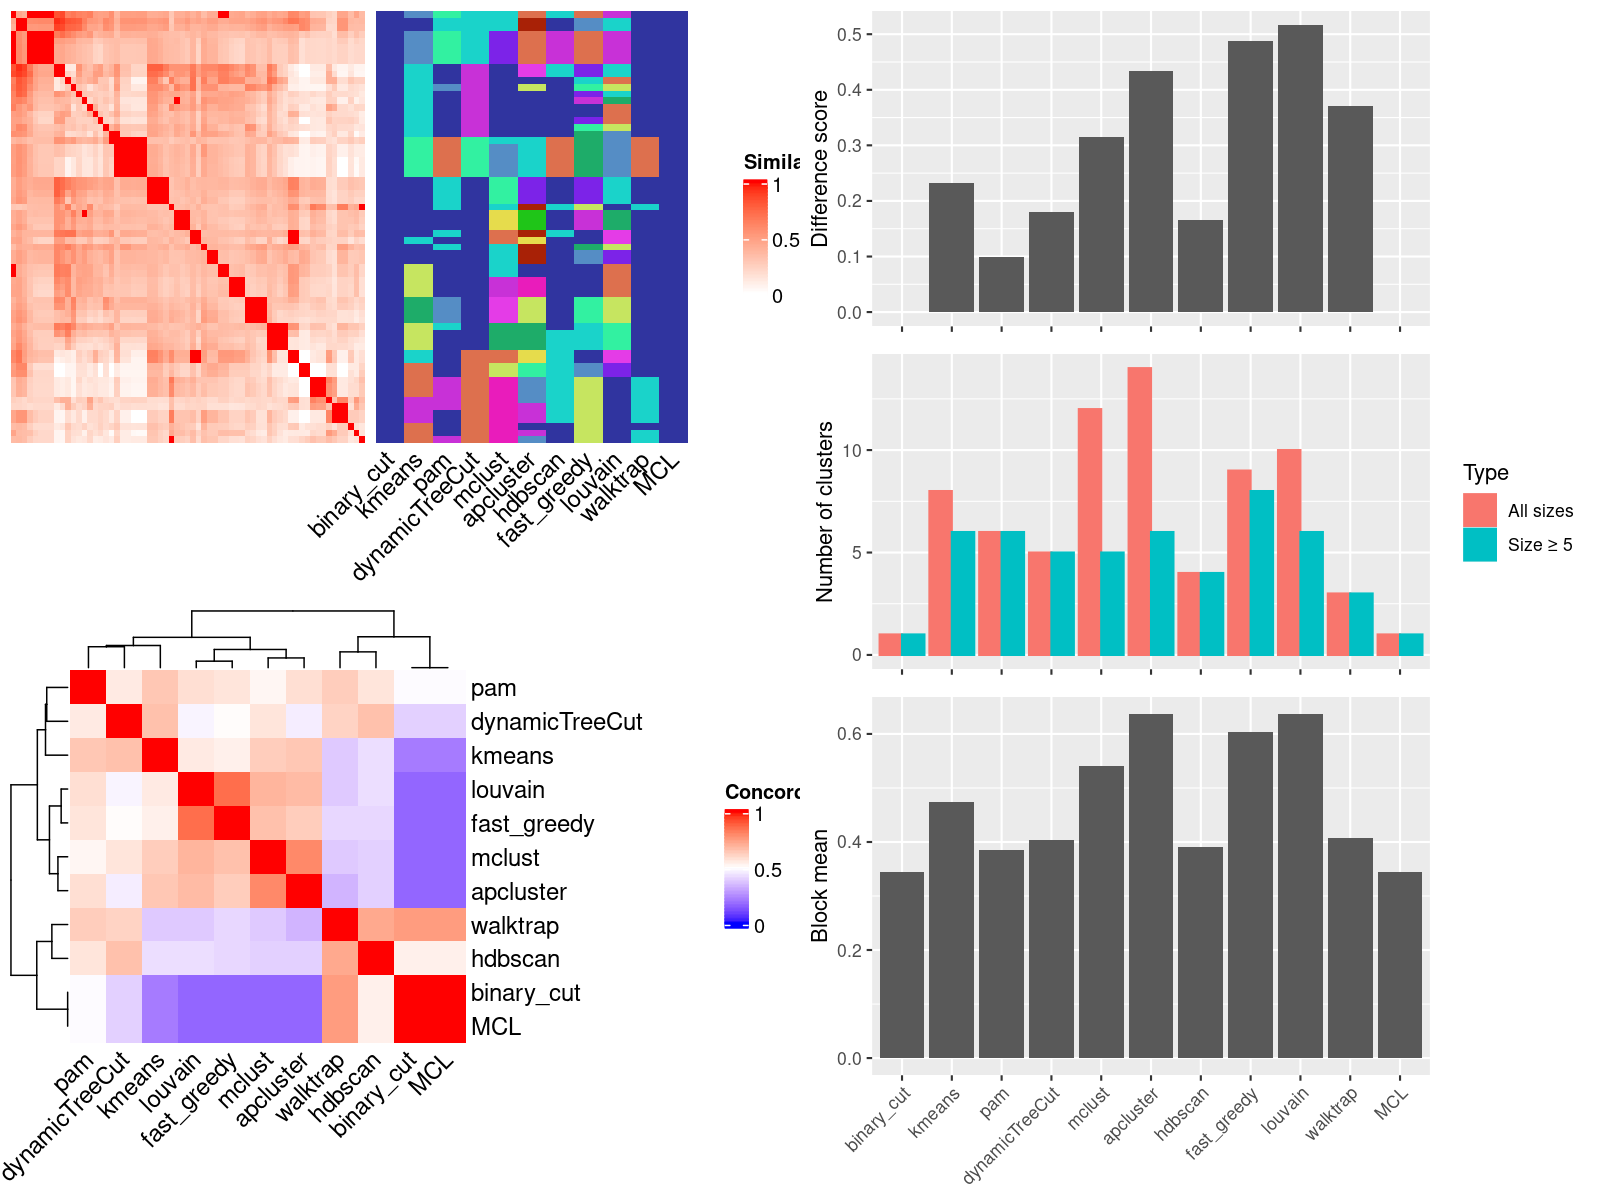 Simila
1
0.5
0
binary_cut
kmeans
pam
dynamicTreeCut
mclust
apcluster
hdbscan
fast_greedy
louvain
walktrap
MCL
Difference score
0.5
0.4
0.3
0.2
0.1
0.0
Number of clusters
10
5
0
Type
All sizes
Size ≥ 5
pam
dynamicTreeCut
kmeans
louvain
fast_greedy
mclust
apcluster
walktrap
hdbscan
binary_cut
MCL
pam
dynamicTreeCut
kmeans
louvain
fast_greedy
mclust
apcluster
walktrap
hdbscan
binary_cut
MCL
Concord
1
0.5
0
Block mean
0.6
0.4
0.2
0.0
binary_cut
kmeans
pam
dynamicTreeCut
mclust
apcluster
hdbscan
fast_greedy
louvain
walktrap
MCL